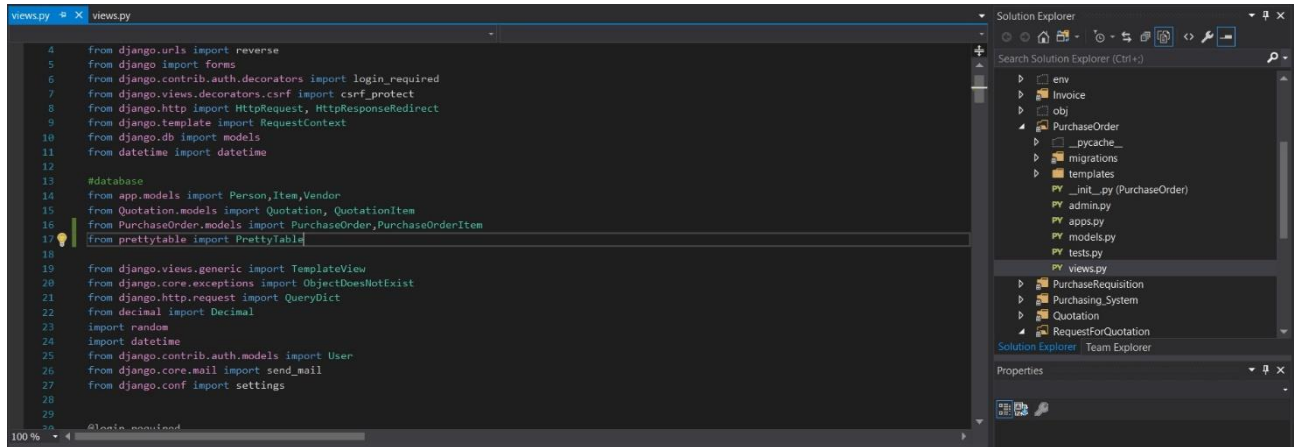 views.py
views.py
4 from django.urls import reverse
5 from django import forms
6 from django.contrib.auth.decorators import login_required
7 from django.views.decorators.csrf import csrf_protect
8 from django.http import HttpRequest, HttpResponseRedirect
9 from django.template import RequestContext
10 from django.db import models
11 from datetime import datetime
12
13 #database
14 from app.models import Person,Item,Vendor
15 from Quotation.models import Quotation, QuotationItem
16 from PurchaseOrder.models import PurchaseOrder,PurchaseOrderItem
17 from prettytable import PrettyTable
18
19 from django.views.generic import TemplateView
20 from django.core.exceptions import ObjectDoesNotExist
21 from django.http.request import QueryDict
22 from decimal import Decimal
23 import random
24 import datetime
25 from django.contrib.auth.models import User
26 from django.core.mail import send_mail
27 from django.conf import settings
28
29
30 @login_required
100 %
Solution Explorer
Search Solution Explorer (Ctrl+;)
env
Invoice
obj
PurchaseOrder
__pycache__
migrations
templates
PY __init__.py (PurchaseOrder)
PY admin.py
PY apps.py
PY models.py
PY tests.py
PY views.py
PurchaseRequisition
Purchasing_System
Quotation
RequestForQuotation
Solution Explorer Team Explorer
Properties